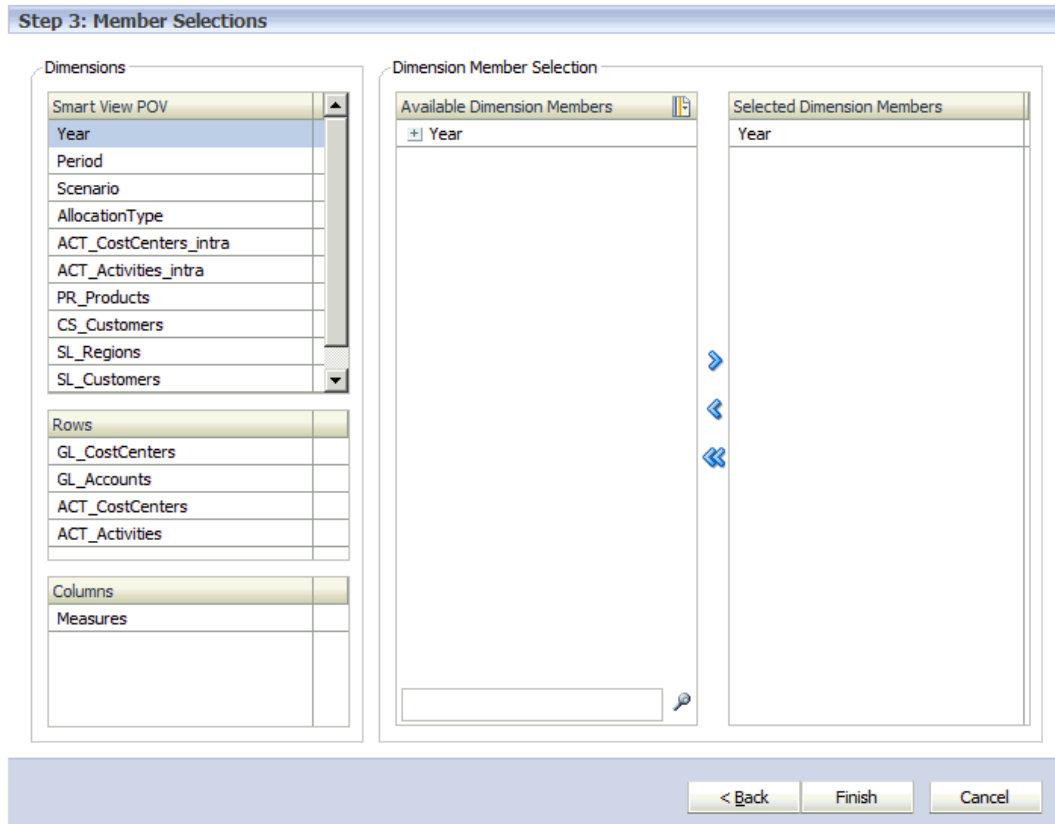 Step 3: Member Selections
Dimensions
Smart View POV
Year
Period
Scenario
AllocationType
ACT_CostCenters_intra
ACT_Activities_intra
PR_Products
CS_Customers
SL_Regions
SL_Customers
Rows
GL_CostCenters
GL_Accounts
ACT_CostCenters
ACT_Activities
Columns
Measures
Dimension Member Selection
Available Dimension Members
Year
Selected Dimension Members
Year
< Back
Finish
Cancel